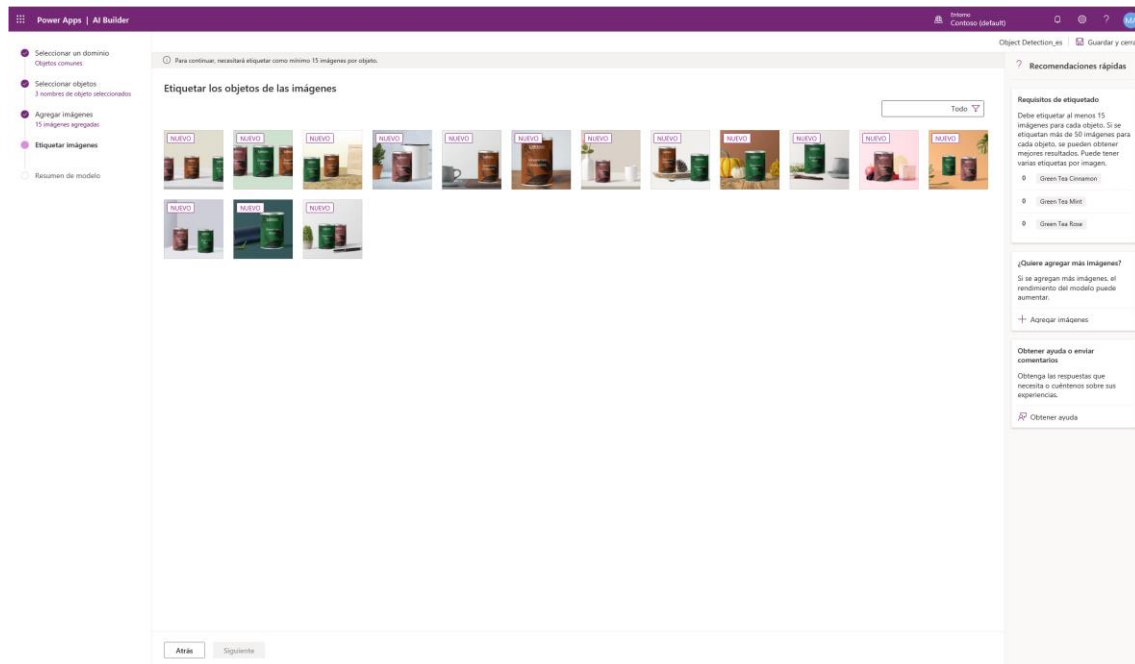 Power Apps | AI Builder
Entorno
Contoso (default)
?
Object Detection_es
Guardar y cerra
Seleccionar un dominio
Objetos comunes
Seleccionar objetos
3 nombres de objeto seleccionados
Agregar imágenes
15 imágenes agregadas
Etiquetar imágenes
Resumen de modelo
Para continuar, necesitará etiquetar como mínimo 15 imágenes por objeto.
Etiquetar los objetos de las imágenes
Todo
NUEVO NUEVO NUEVO NUEVO NUEVO NUEVO NUEVO NUEVO NUEVO NUEVO NUEVO NUEVO
NUEVO NUEVO NUEVO
Atrás
Siguiente
? Recomendaciones rápidas
Requisitos de etiquetado
Debe etiquetar al menos 15
imágenes para cada objeto. Si se
etiquetan más de 50 imágenes para
cada objeto, se pueden obtener
mejores resultados. Puede tener
varias etiquetas por imagen.
0 Green Tea Cinnamon
0 Green Tea Mint
0 Green Tea Rose
¿Quiere agregar más imágenes?
Si se agregan más imágenes, el
rendimiento del modelo puede
aumentar.
Agregar imágenes
Obtener ayuda o enviar
comentarios
Obtenga las respuestas que
necesita o cuéntenos sobre sus
experiencias.
Obtener ayuda